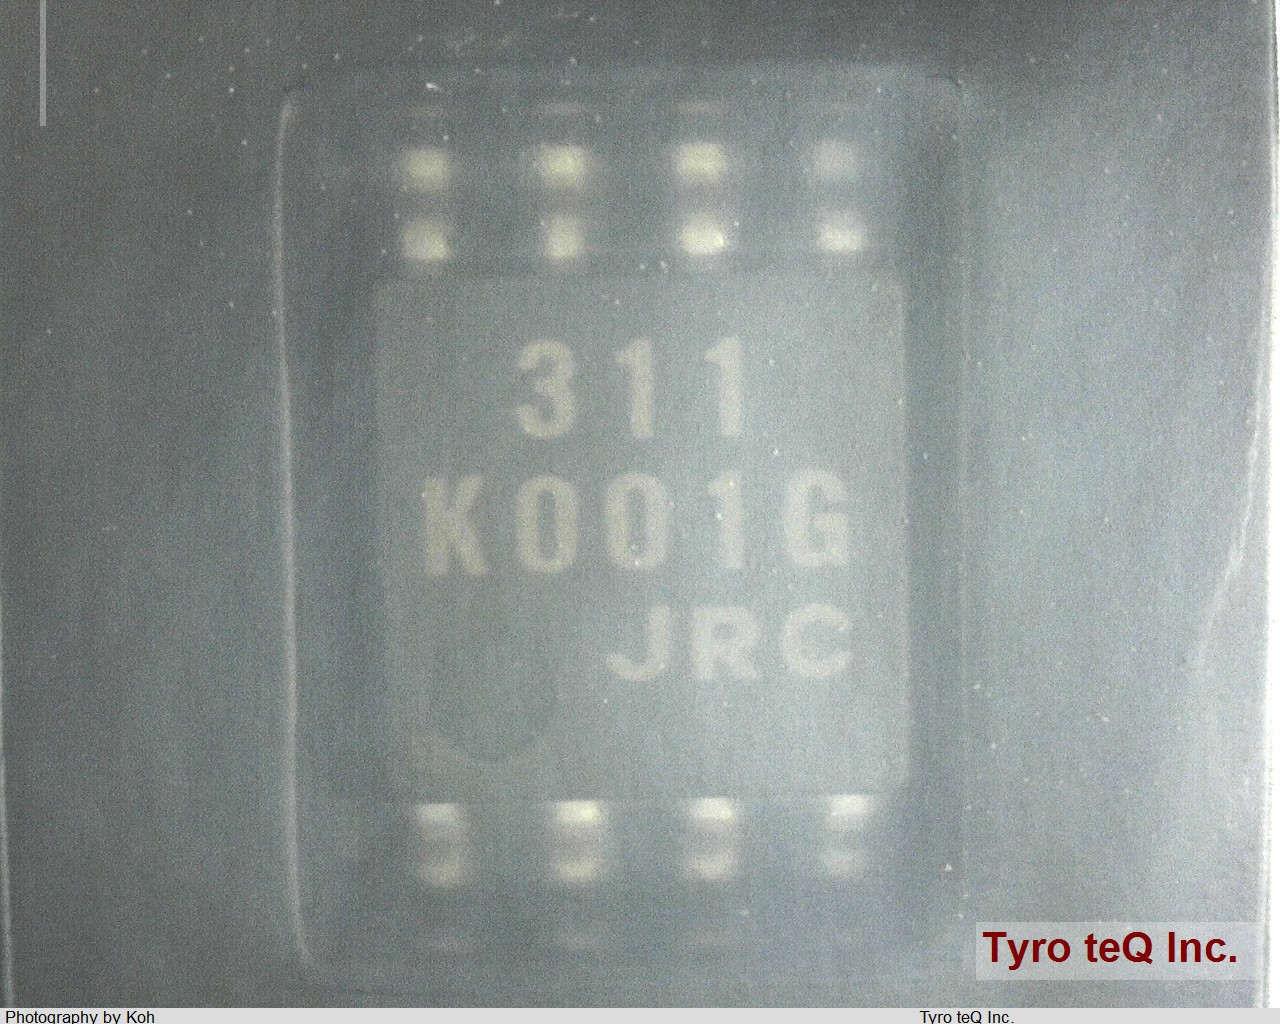 311
K001G
JRC
Tyro teQ Inc.
Photography by Koh
Tyro teQ Inc.